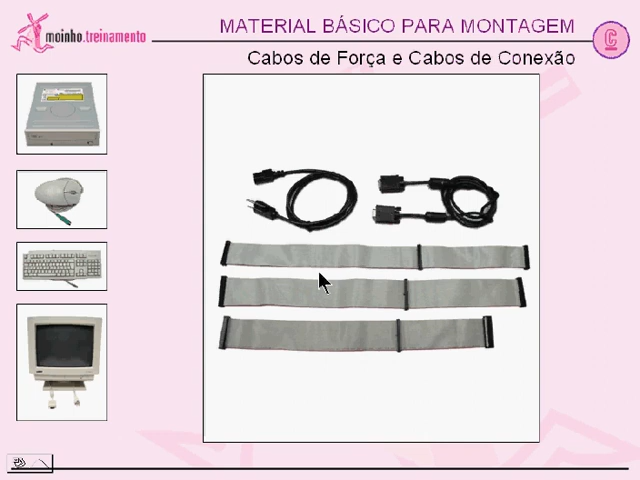 MATERIAL BÁSICO PARA MONTAGEM
moinho.treinamento
C
Cabos de Força e Cabos de Conexão